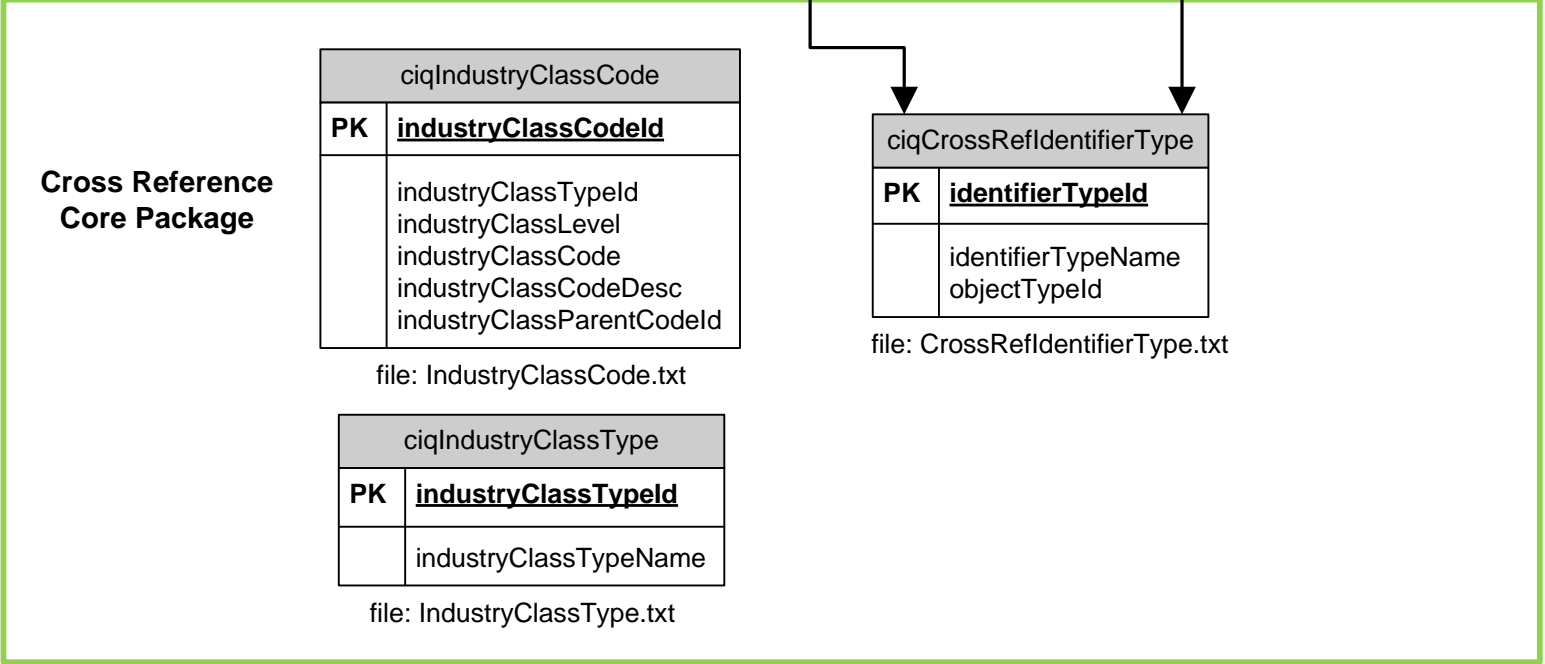 Cross Reference
Core Package
ciqIndustryClassCode
PK industryClassCodeId
industryClassTypeId
industryClassLevel
industryClassCode
industryClassCodeDesc
industryClassParentCodeId
file: IndustryClassCode.txt
ciqIndustryClassType
PK industryClassTypeId
industryClassTypeName
file: IndustryClassType.txt
ciqCrossRefIdentifierType
PK identifierTypeId
identifierTypeName
objectTypeId
file: CrossRefIdentifierType.txt